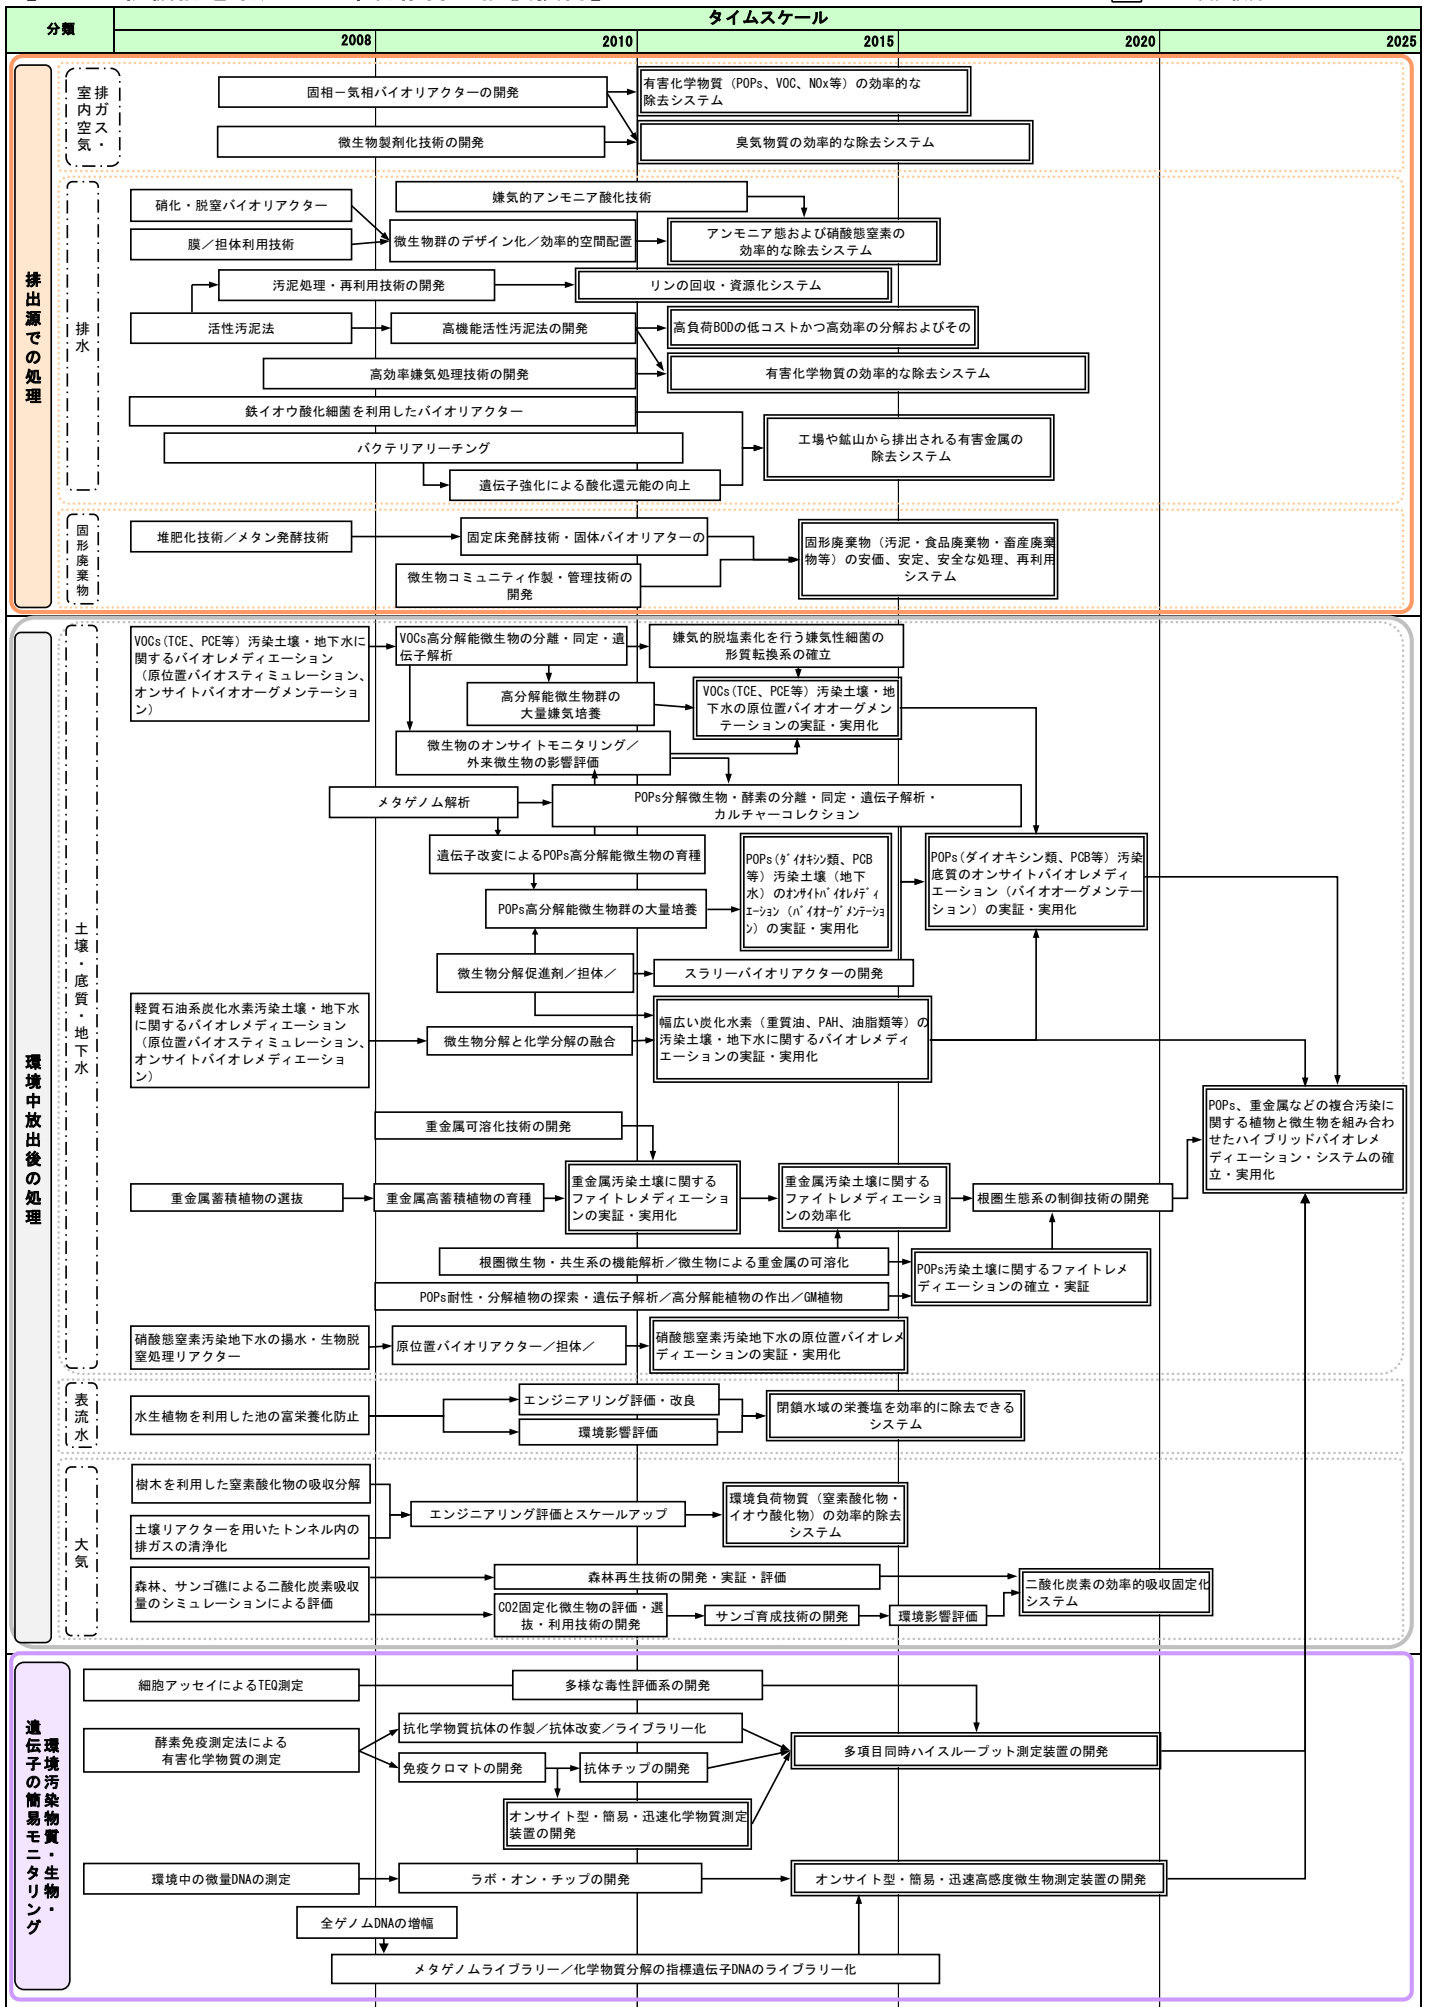 タイムスケール
分類
2008
2010
2015
2020
2025
排出源での処理
排ガス・
室内空気
固相－気相バイオリアクターの開発
有害化学物質（POPs、VOC、NOx等）の効率的な
除去システム
微生物製剤化技術の開発
臭気物質の効率的な除去システム
排水
硝化・脱窒バイオリアクター
嫌気的アンモニア酸化技術
膜／担体利用技術
微生物群のデザイン化／効率的空間配置
アンモニア態および硝酸態窒素の
効率的な除去システム
汚泥処理・再利用技術の開発
リンの回収・資源化システム
活性汚泥法
高機能活性汚泥法の開発
高負荷BODの低コストかつ高効率の分解およびその
高効率嫌気処理技術の開発
有害化学物質の効率的な除去システム
鉄イオウ酸化細菌を利用したバイオリアクター
バクテリアリーチング
工場や鉱山から排出される有害金属の
除去システム
遺伝子強化による酸化還元能の向上
固形廃棄物
堆肥化技術／メタン発酵技術
固定床発酵技術・固体バイオリアターの
微生物コミュニティ作製・管理技術の
開発
固形廃棄物（汚泥・食品廃棄物・畜産廃棄
物等）の安価、安定、安全な処理、再利用
システム
環境中放出後の処理
土壌・底質・地下水
VOCs(TCE、PCE等）汚染土壌・地下水に
関するバイオレメディエーション
（原位置バイオスティミュレーション、
オンサイトバイオオーグメンテーショ
ン）
VOCs高分解能微生物の分離・同定・遺
伝子解析
嫌気的脱塩素化を行う嫌気性細菌の
形質転換系の確立
高分解能微生物群の
大量嫌気培養
VOCs(TCE、PCE等）汚染土壌・地
下水の原位置バイオオーグメン
テーションの実証・実用化
微生物のオンサイトモニタリング／
外来微生物の影響評価
メタゲノム解析
POPs分解微生物・酵素の分離・同定・遺伝子解析・
カルチャーコレクション
遺伝子改変によるPOPs高分解能微生物の育種
POPs(ﾀﾞｲｵｷｼﾝ類、PCB
等）汚染土壌（地下
水）のｵﾝｻｲﾄﾊﾞｲｵﾚﾒﾃﾞｨ
ｴｰｼｮﾝ（ﾊﾞｲｵｵｰｸﾞﾒﾝﾃｰｼｮ
ﾝ）の実証・実用化
POPs(ダイオキシン類、PCB等）汚染
底質のオンサイトバイオレメディ
エーション（バイオオーグメンテー
ション）の実証・実用化
POPs高分解能微生物群の大量培養
微生物分解促進剤／担体／
スラリーバイオリアクターの開発
軽質石油系炭化水素汚染土壌・地下水
に関するバイオレメディエーション
（原位置バイオスティミュレーション、
オンサイトバイオレメディエーショ
ン）
微生物分解と化学分解の融合
幅広い炭化水素（重質油、PAH、油脂類等）の
汚染土壌・地下水に関するバイオレメディ
エーションの実証・実用化
POPs、重金属などの複合汚染に
関する植物と微生物を組み合わ
せたハイブリッドバイオレメ
ディエーション・システムの確
立・実用化
重金属可溶化技術の開発
重金属蓄積植物の選抜
重金属高蓄積植物の育種
重金属汚染土壌に関する
ファイトレメディエーショ
ンの実証・実用化
重金属汚染土壌に関する
ファイトレメディエーショ
ンの効率化
根圏生態系の制御技術の開発
根圏微生物・共生系の機能解析／微生物による重金属の可溶化
POPs汚染土壌に関するファイトレメ
ディエーションの確立・実証
POPs耐性・分解植物の探索・遺伝子解析／高分解能植物の作出／GM植物
硝酸態窒素汚染地下水の揚水・生物脱
窒処理リアクター
原位置バイオリアクター／担体／
硝酸態窒素汚染地下水の原位置バイオレメ
ディエーションの実証・実用化
表流水
水生植物を利用した池の富栄養化防止
エンジニアリング評価・改良
環境影響評価
閉鎖水域の栄養塩を効率的に除去できる
システム
大気
樹木を利用した窒素酸化物の吸収分解
土壌リアクターを用いたトンネル内の
排ガスの清浄化
エンジニアリング評価とスケールアップ
環境負荷物質（窒素酸化物・
イオウ酸化物）の効率的除去
システム
森林、サンゴ礁による二酸化炭素吸収
量のシミュレーションによる評価
森林再生技術の開発・実証・評価
CO2固定化微生物の評価・選
抜・利用技術の開発
サンゴ育成技術の開発
環境影響評価
二酸化炭素の効率的吸収固定化
システム
環境汚染物質・生物・
遺伝子の簡易モニタリング
細胞アッセイによるTEQ測定
多様な毒性評価系の開発
酵素免疫測定法による
有害化学物質の測定
抗化学物質抗体の作製／抗体改変／ライブラリー化
免疫クロマトの開発
抗体チップの開発
多項目同時ハイスループット測定装置の開発
オンサイト型・簡易・迅速化学物質測定
装置の開発
環境中の微量DNAの測定
ラボ・オン・チップの開発
オンサイト型・簡易・迅速高感度微生物測定装置の開発
全ゲノムDNAの増幅
メタゲノムライブラリー／化学物質分解の指標遺伝子DNAのライブラリー化